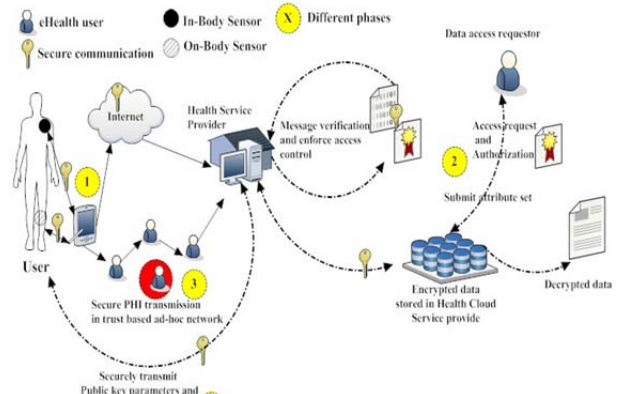 eHealth user
In-Body Sensor
X
Different phases
Secure communication
On-Body Sensor
Data access requestor
Internet
Health Service
Provider
Message verification
and enforce access
control
Access request
and
Authorization
1
2
Submit attribute set
User
3
Secure PHI transmission
in trust based ad-hoc network
Encrypted data
stored in Health Cloud
Service provide
Decrypted data
Securely transmit
Public key parameters and